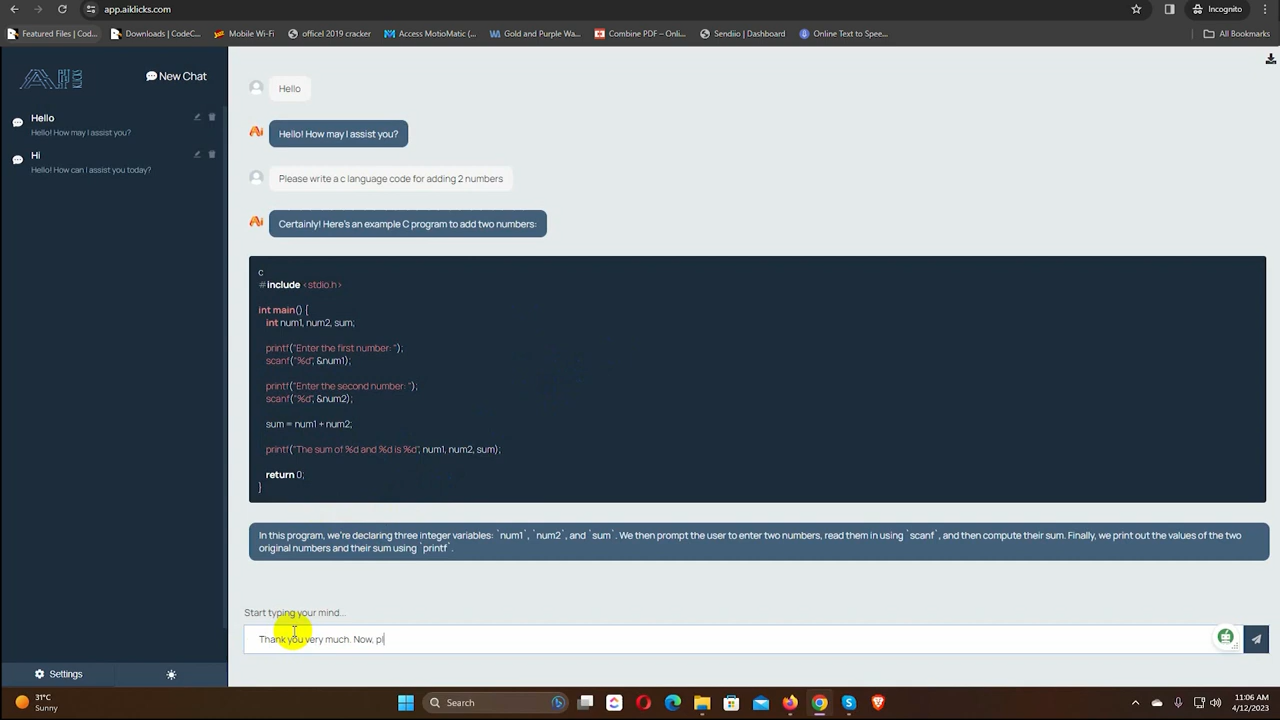 app.aiklicks.com
Incognito
Featured Files | Cod...
Downloads | CodeC...
Mobile Wi-Fi
officel 2019 cracker
Access MotioMatic (...
Gold and Purple Wa...
Combine PDF – Onli...
Sendiio | Dashboard
Online Text to Spee...
All Bookmarks
New Chat
Hello
Hello! How may I assist you?
Hi
Hello! How can I assist you today?
Hello
Hello! How may I assist you?
Please write a c language code for adding 2 numbers
Certainly! Here's an example C program to add two numbers:
c
#include <stdio.h>
int main() {
int num1, num2, sum;
printf("Enter the first number: ");
scanf("%d", &num1);
printf("Enter the second number: ");
scanf("%d", &num2);
sum = num1 + num2;
printf("The sum of %d and %d is %d", num1, num2, sum);
return 0;
}
In this program, we're declaring three integer variables: `num1`, `num2`, and `sum`. We then prompt the user to enter two numbers, read them in using `scanf`, and then compute their sum. Finally, we print out the values of the two
original numbers and their sum using `printf`.
Start typing your mind...
Thank you very much. Now, pl
Settings
31°C
Sunny
Search
11:06 AM
4/12/2023